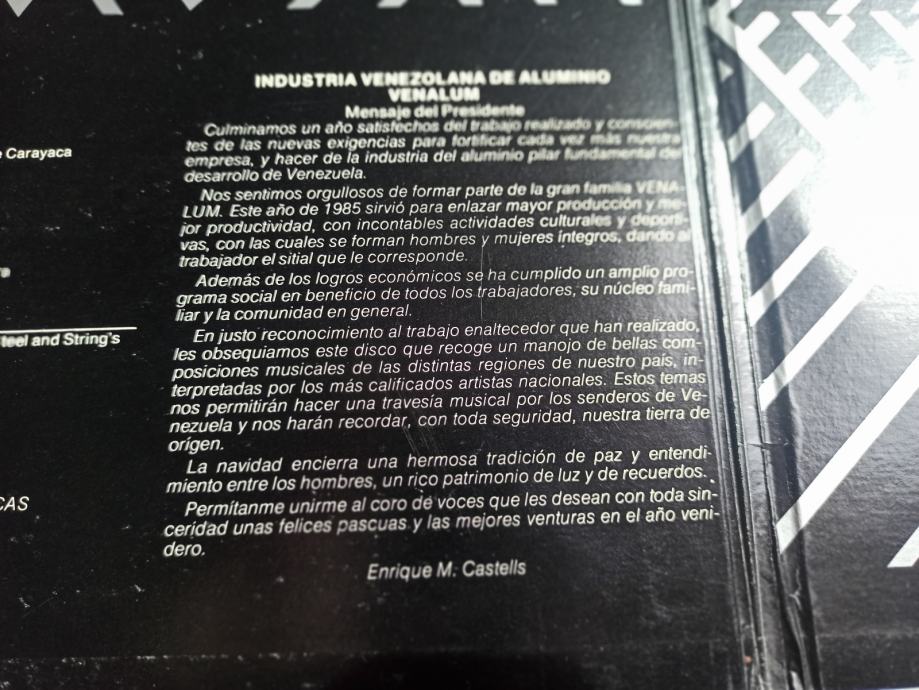 Carayaca
teel and String's
CAS
INDUSTRIA VENEZOLANA DE ALUMINIO
VENALUM
Mensaje del Presidente
Culminamos un año satisfechos del trabajo realizado y conscien-
tes de las nuevas exigencias para fortificar cada vez más nuestra
empresa, y hacer de la industria del aluminio pilar fundamental del
desarrollo de Venezuela.
Nos sentimos orgullosos de formar parte de la gran familia VENA-
LUM. Este año de 1985 sirvió para enlazar mayor producción y me-
jor productividad, con incontables actividades culturales y deporti-
vas, con las cuales se forman hombres y mujeres integros, dando al
trabajador el sitial que le corresponde.
Además de los logros económicos se ha cumplido un amplio pro-
grama social en beneficio de todos los trabajadores, su núcleo fami-
liar y la comunidad en general.
En justo reconocimiento al trabajo enaltecedor que han realizado,
les obsequiamos este disco que recoge un manojo de bellas com-
posiciones musicales de las distintas regiones de nuestro país, in-
terpretadas por los más calificados artistas nacionales. Estos temas
nos permitirán hacer una travesía musical por los senderos de Ve-
nezuela y nos harán recordar, con toda seguridad, nuestra tierra de
origen.
La navidad encierra una hermosa tradición de paz y entendi-
miento entre los hombres, un rico patrimonio de luz y de recuerdos.
Permítanme unirme al coro de voces que les desean con toda sin-
ceridad unas felices pascuas y las mejores venturas en el año veni-
dero.
Enrique M. Castells